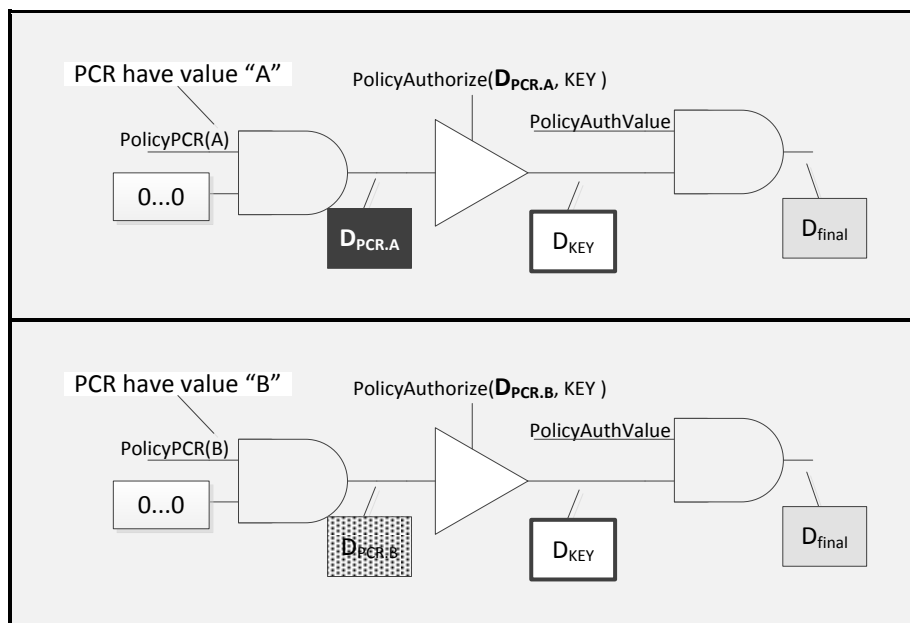 PCR have value “A”
PolicyAuthorize(DPCR.A, KEY )
PolicyAuthValue
PolicyPCR(A)
0...0
DPCR.A
DKEY
Dfinal
PCR have value “B”
PolicyAuthorize(DPCR.B, KEY )
PolicyAuthValue
PolicyPCR(B)
0...0
DPCR.B
DKEY
Dfinal